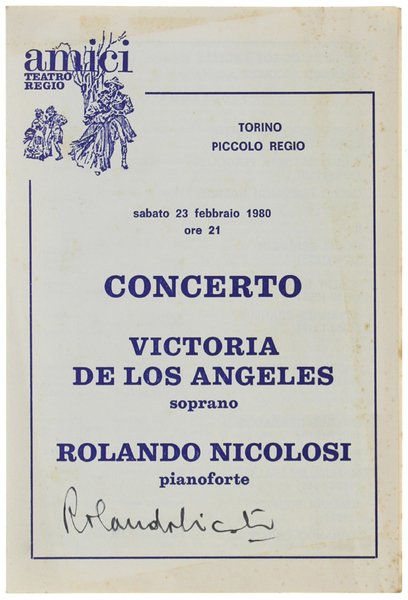 amici
TEATRO
REGIO
TORINO
PICCOLO REGIO
sabato 23 febbraio 1980
ore 21
CONCERTO
VICTORIA
DE LOS ANGELES
soprano
ROLANDO NICOLOSI
pianoforte